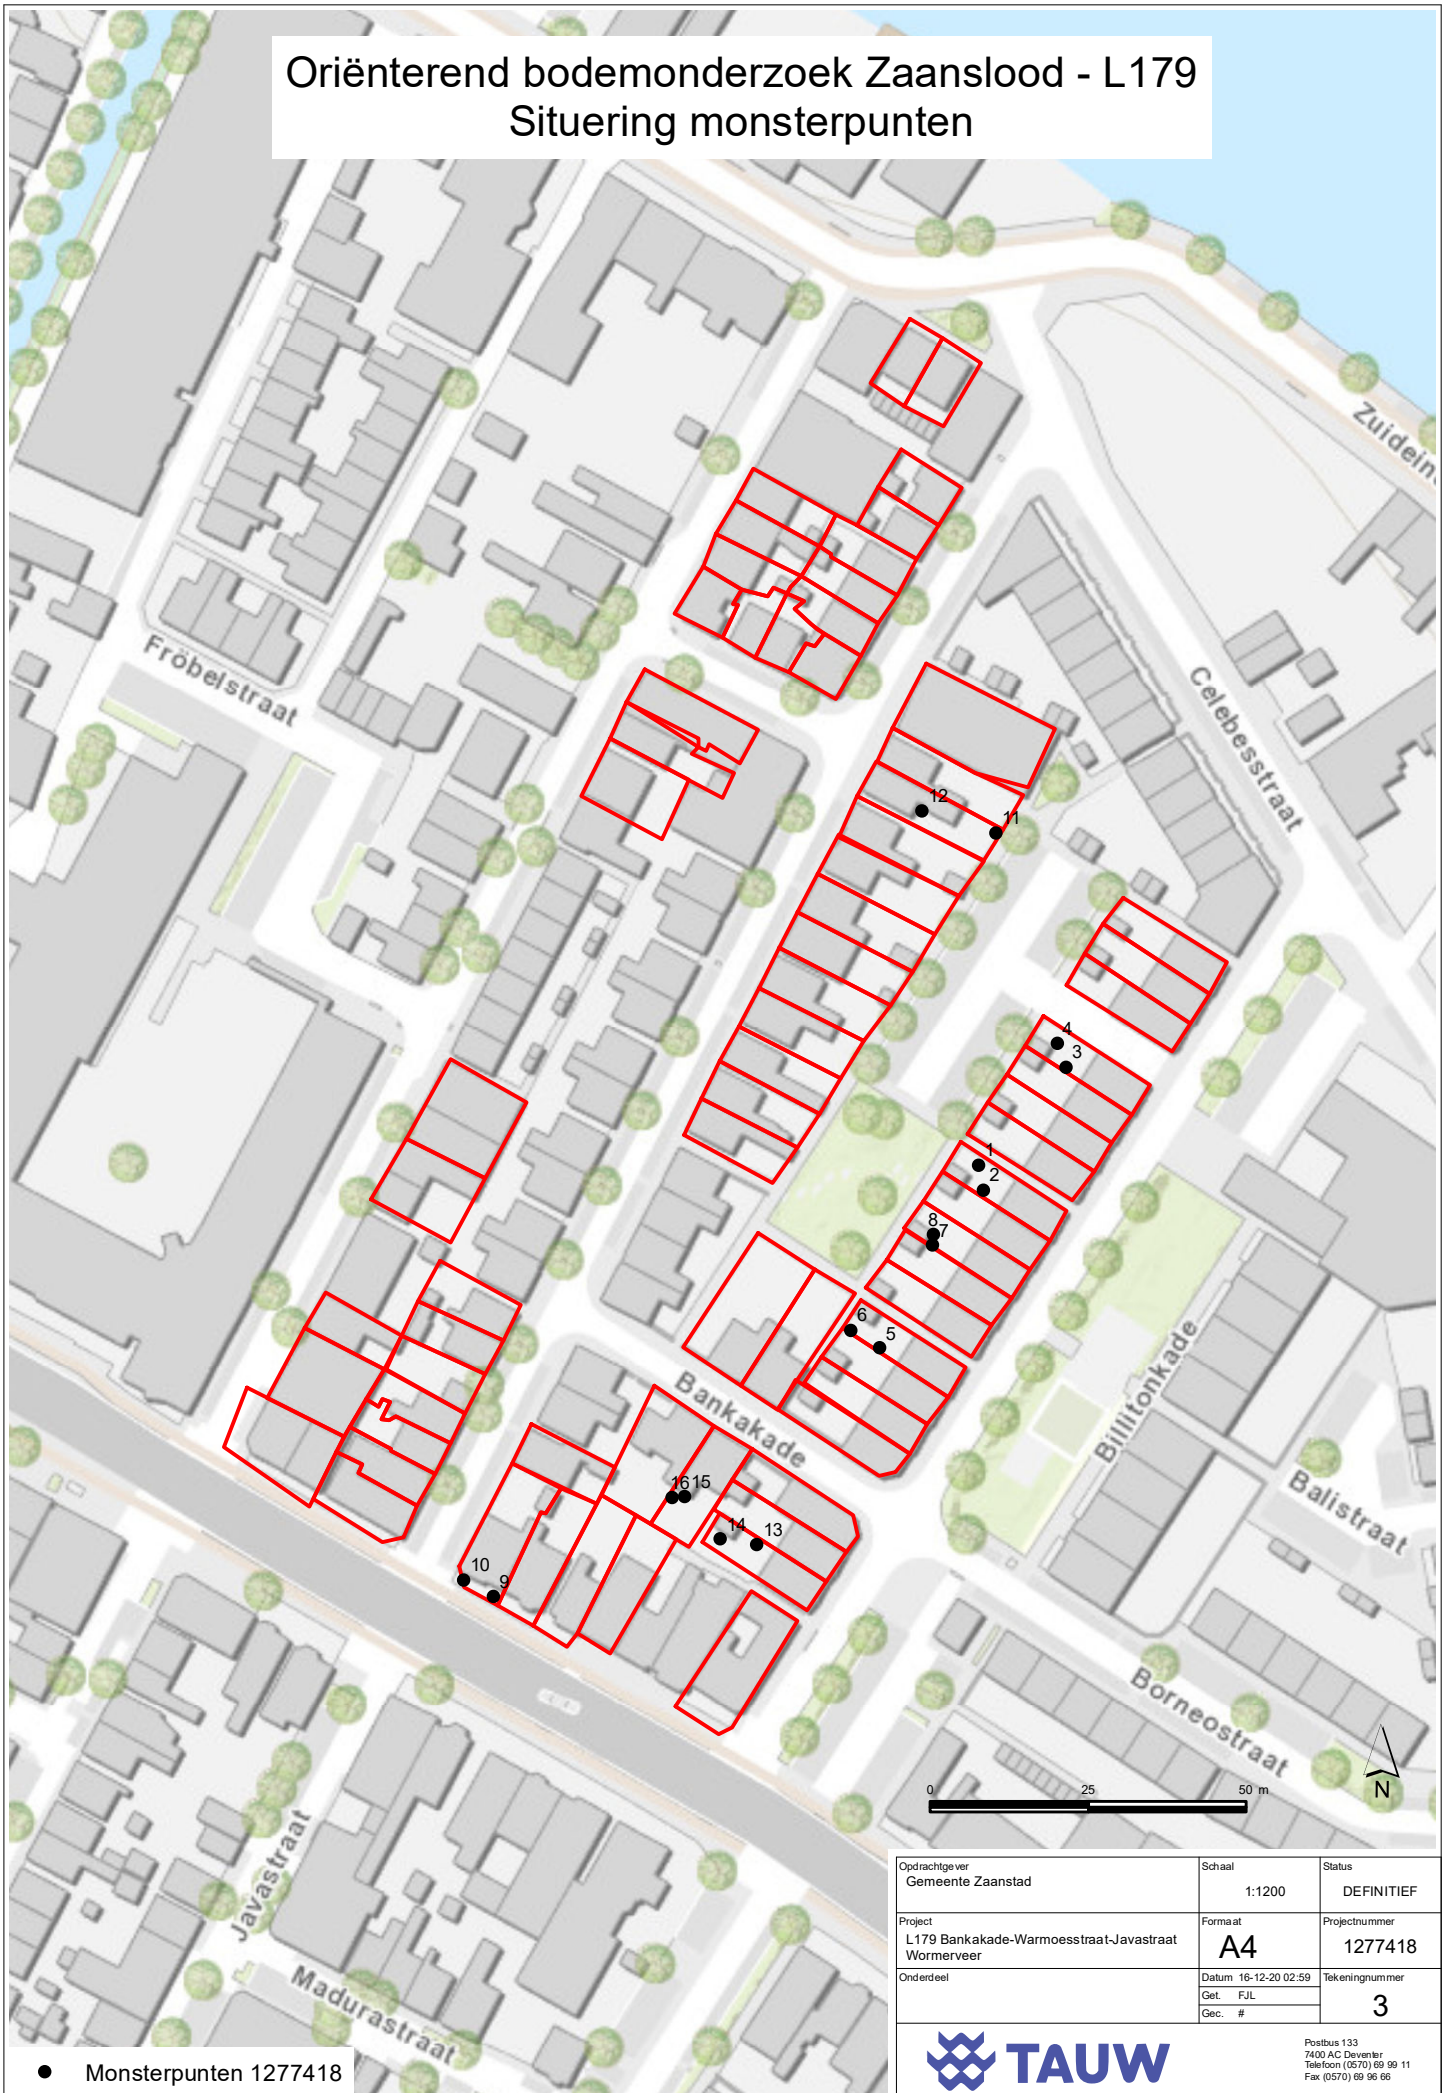 Oriënterend bodemonderzoek Zaanslood - L179
Situering monsterpunten
Fröbelstraat
Celebesstraat
12
11
4
3
1
2
8
7
6
5
Bankakade
Billitonkade
Balistraat
16
15
14
13
10
9
Borneostraat
Javastraat
Madurastraat
0 25 50 m
N
Opdrachtgever
Gemeente Zaanstad
Schaal
1:1200
Status
DEFINITIEF
Project
L179 Bankakade-Warmoesstraat-Javastraat
Wormerveer
Formaat
A4
Projectnummer
1277418
Onderdeel
Datum 16-12-20 02:59
Get. FJL
Gec. #
Tekeningnummer
3
TAUW
Postbus 133
7400 AC Deventer
Telefoon (0570) 69 99 11
Fax (0570) 69 96 66
Monsterpunten 1277418